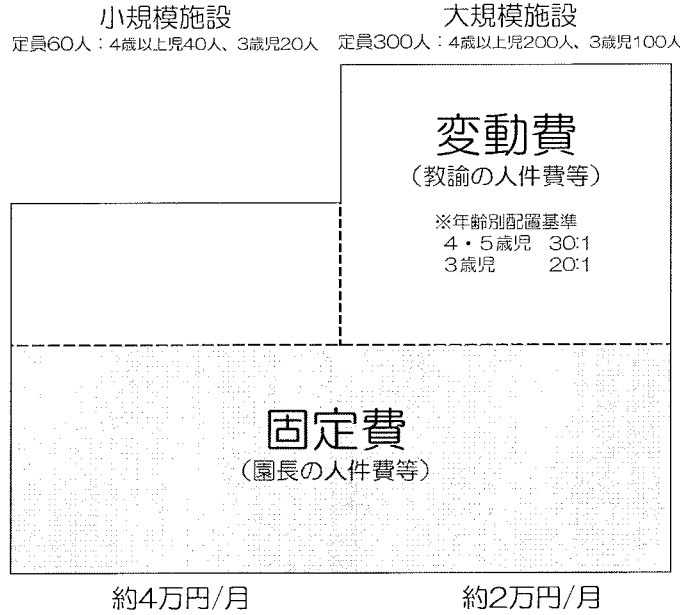 小規模施設
定員60人：4歳以上児40人、3歳児20人
大規模施設
定員300人：4歳以上児200人、3歳児100人
変動費
（教諭の人件費等）
※年齢別配置基準
4・5歳児 30:1
3歳児 20:1
固定費
（園長の人件費等）
約4万円/月
約2万円/月